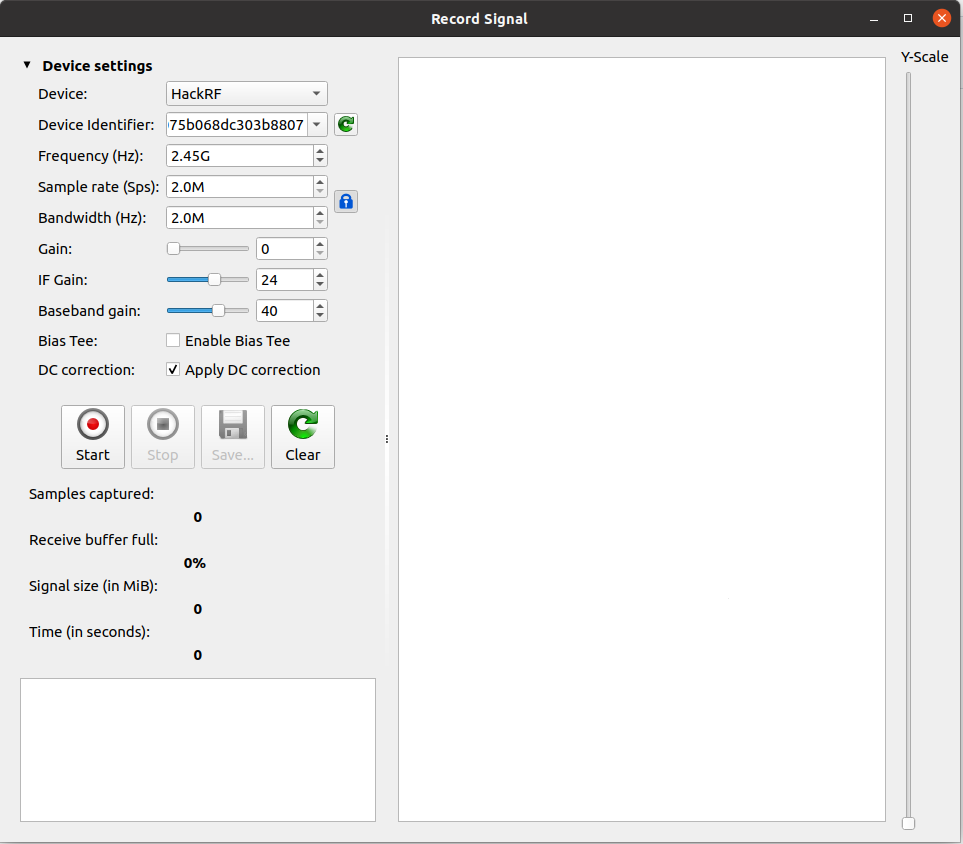 Record Signal
Y-Scale
Device settings
Device: HackRF
Device Identifier: 75b068dc303b8807
Frequency (Hz): 2.45G
Sample rate (Sps): 2.0M
Bandwidth (Hz): 2.0M
Gain: 0
IF Gain: 24
Baseband gain: 40
Bias Tee: Enable Bias Tee
DC correction: Apply DC correction
Start Stop Save... Clear
Samples captured:
0
Receive buffer full:
0%
Signal size (in MiB):
0
Time (in seconds):
0